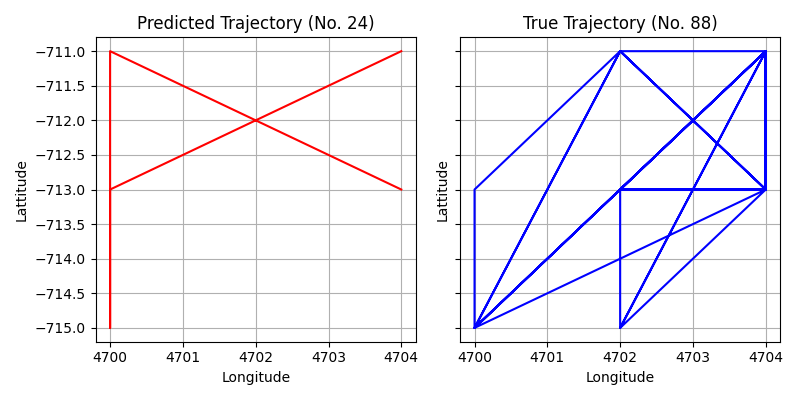 Predicted Trajectory (No. 24)
True Trajectory (No. 88)
−711.0
−711.5
−712.0
−712.5
−713.0
−713.5
−714.0
−714.5
−715.0
Lattitude
Lattitude
4700 4701 4702 4703 4704
4700 4701 4702 4703 4704
Longitude
Longitude